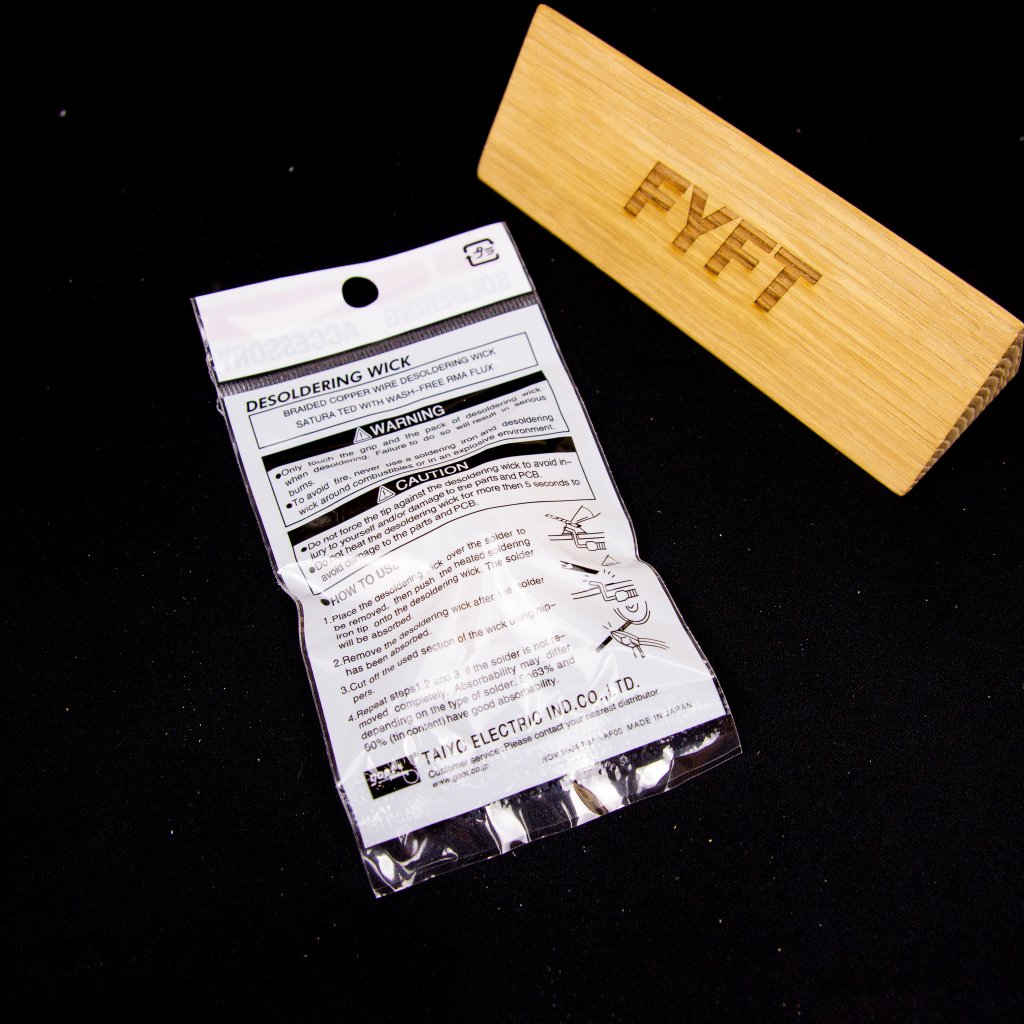 FYFT
プラ
SOLDERING
ACCESSORY
DESOLDERING WICK
BRAIDED COPPER WIRE DESOLDERING WICK
SATURA TED WITH WASH-FREE RMA FLUX
WARNING
●Only touch the grip and the pack of desoldering wick
when desoldering. Failure to do so will result in serious
burns.
●To avoid fire, never use a soldering iron and desoldering
wick around combustibles or in an explosive environment.
CAUTION
●Do not force the tip against the desoldering wick to avoid in-
jury to yourself and/or damage to the parts and PCB.
●Do not heat the desoldering wick for more then 5 seconds to
avoid damage to the parts and PCB.
●HOW TO USE
1.Place the desoldering wick over the solder to
be removed, then push the heated soldering
iron tip onto the desoldering wick. The solder
will be absorbed.
2.Remove the desoldering wick after the solder
has been absorbed.
3.Cut off the used section of the wick using nip-
pers.
4.Repeat steps1,2 and 3 if the solder is not re-
moved completely. Absorbability may differ
depending on the type of solder. Sn63% and
60% (tin content) have good absorbability.
goot
TAIYO ELECTRIC IND.CO.,LTD.
Customer service:Please contact your nearest distributor
www.goot.co.jp
NOV.2004 MADE IN JAPAN